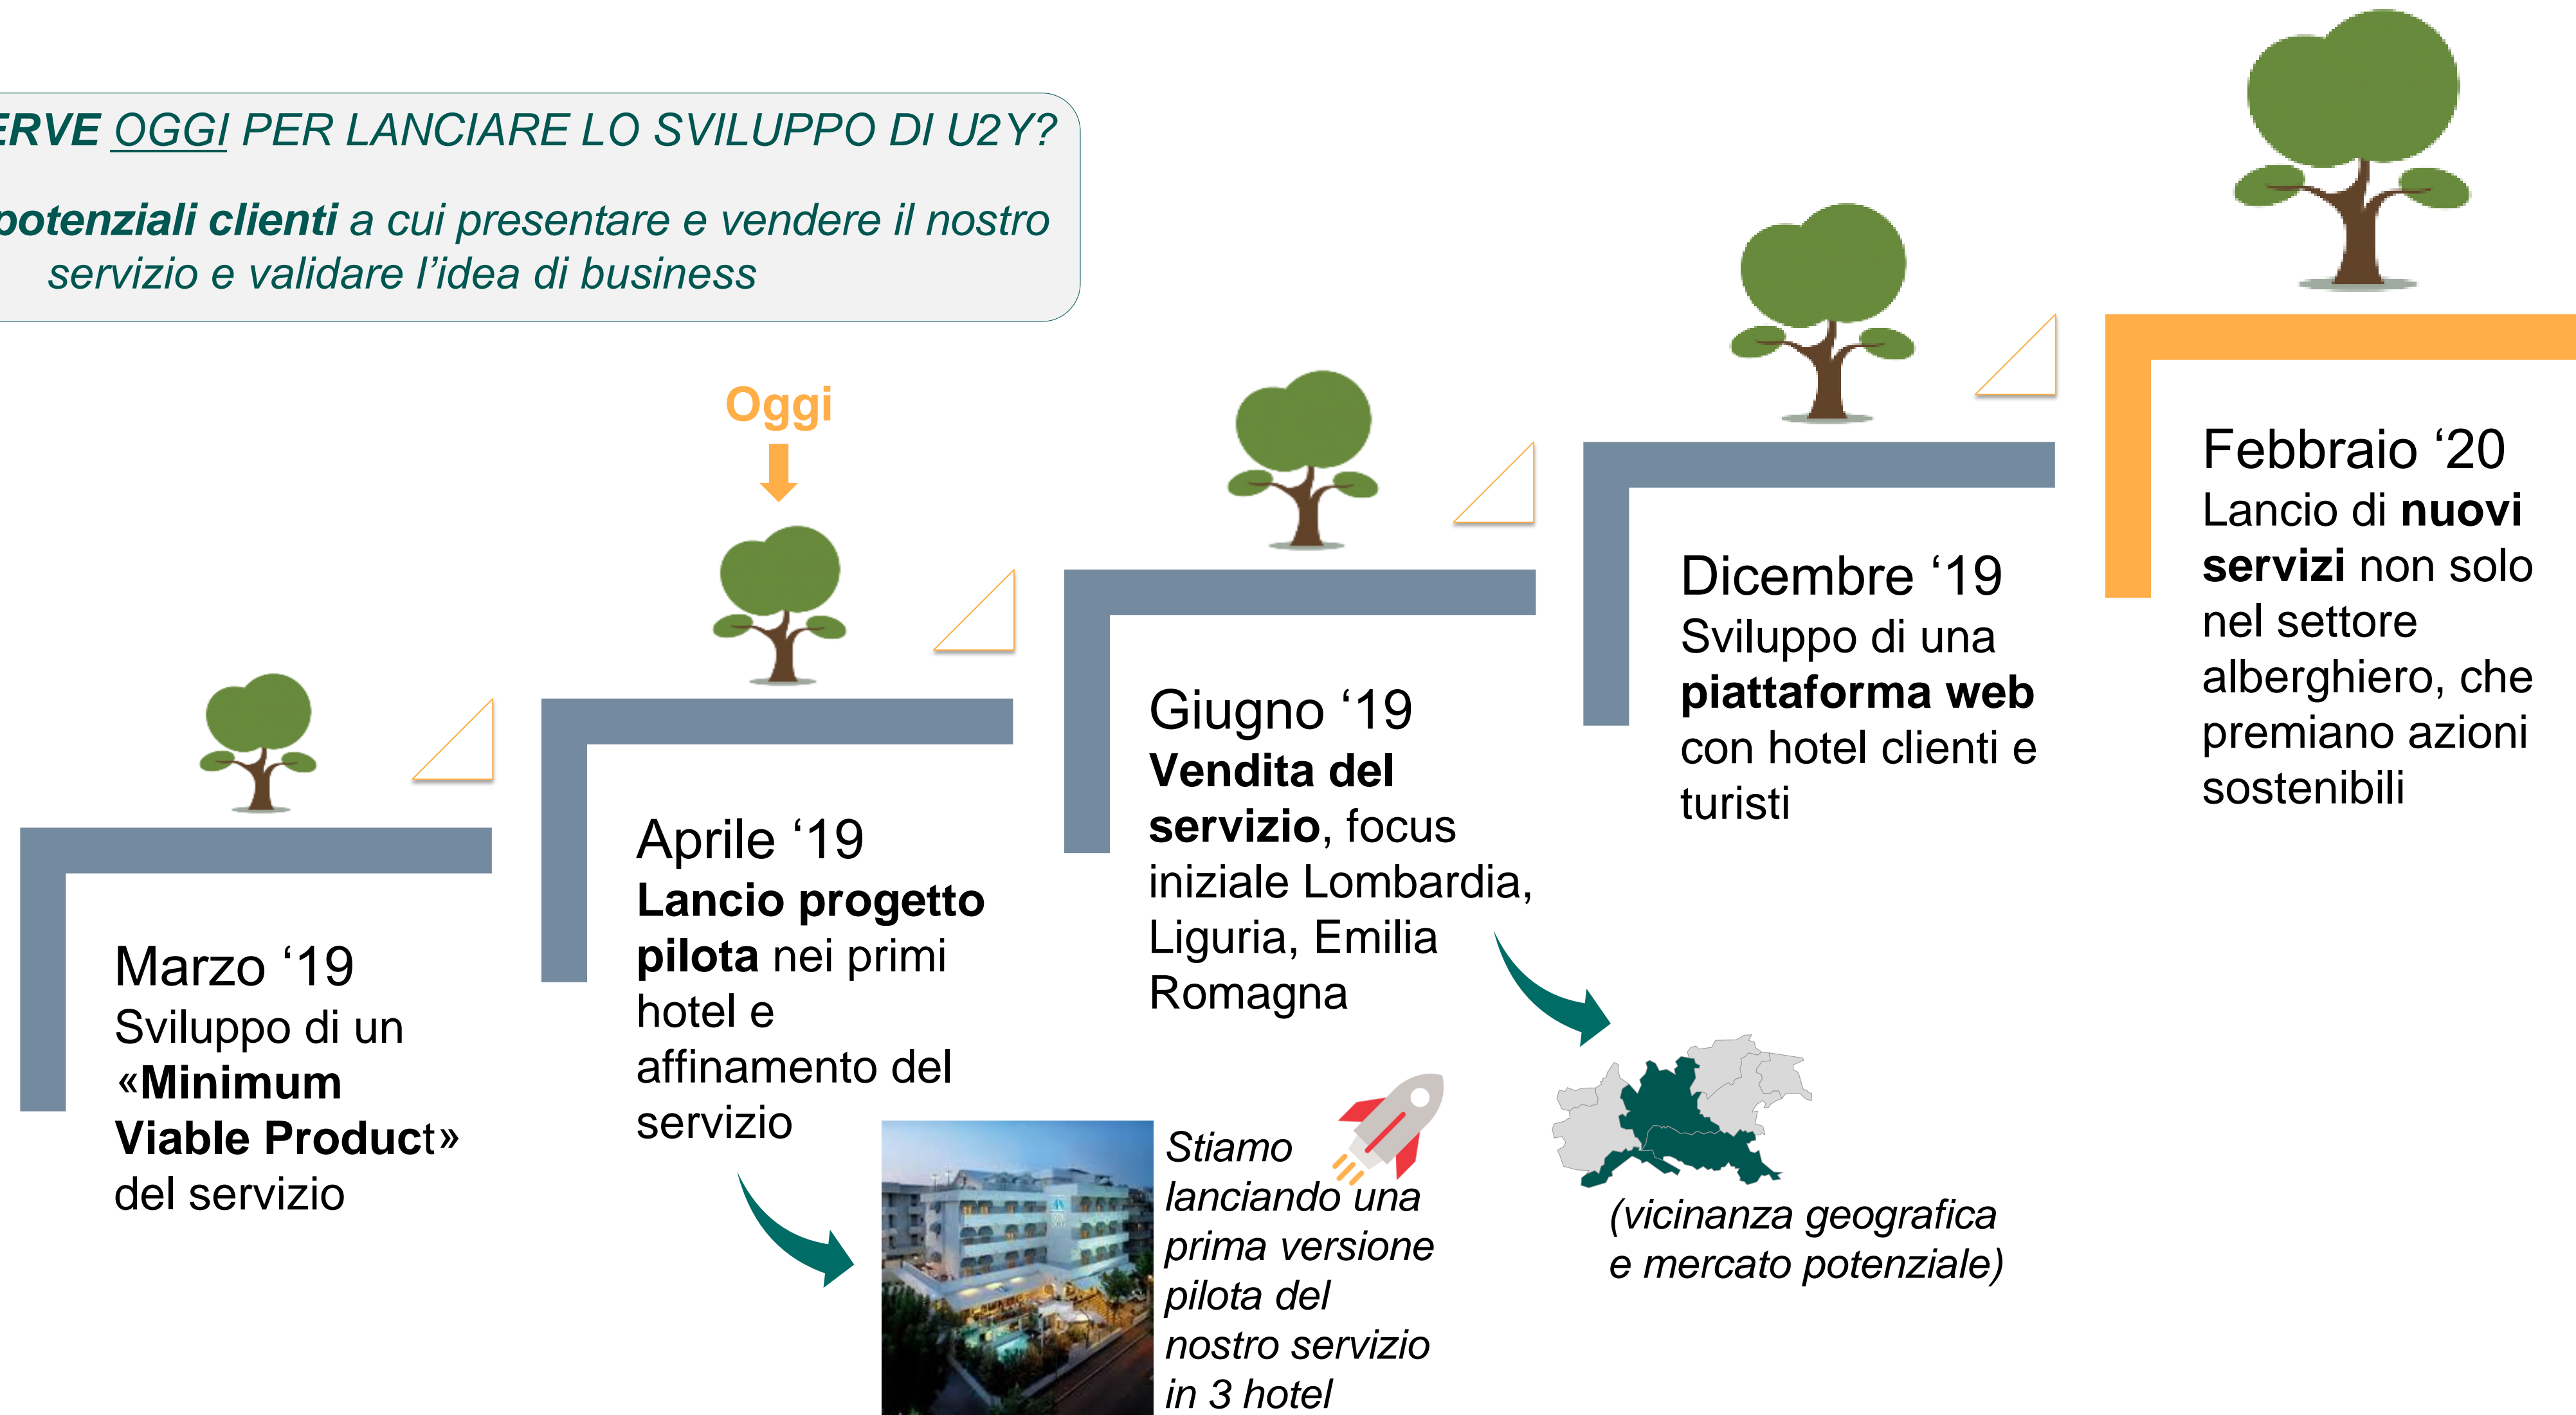 ERVE OGGI PER LANCIARE LO SVILUPPO DI U2Y?
potenziali clienti a cui presentare e vendere il nostro
servizio e validare l’idea di business
Oggi
Marzo ‘19
Sviluppo di un
«Minimum
Viable Product»
del servizio
Aprile ‘19
Lancio progetto
pilota nei primi
hotel e
affinamento del
servizio
Stiamo
lanciando una
prima versione
pilota del
nostro servizio
in 3 hotel
Giugno ‘19
Vendita del
servizio, focus
iniziale Lombardia,
Liguria, Emilia
Romagna
(vicinanza geografica
e mercato potenziale)
Dicembre ‘19
Sviluppo di una
piattaforma web
con hotel clienti e
turisti
Febbraio ‘20
Lancio di nuovi
servizi non solo
nel settore
alberghiero, che
premiano azioni
sostenibili